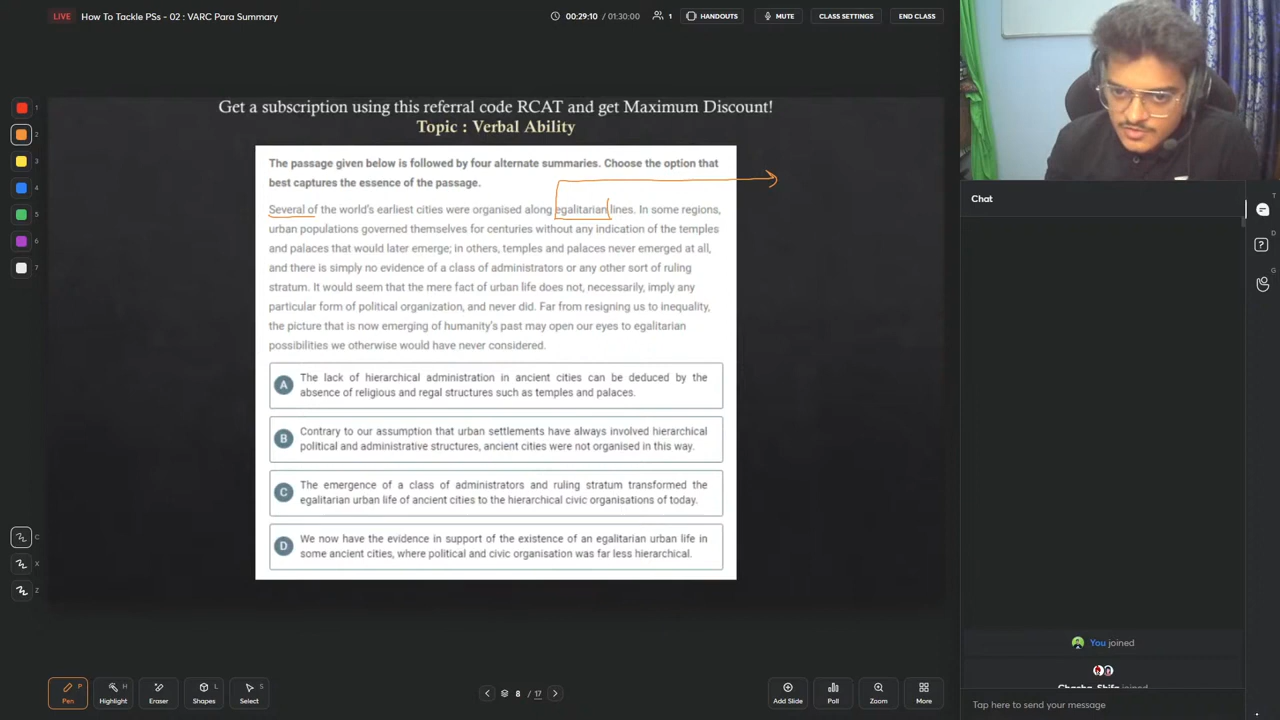 LIVE How To Tackle PSs - 02 : VARC Para Summary 00:29:10 / 01:30:00 1 HANDOUTS MUTE CLASS SETTINGS END CLASS
Get a subscription using this referral code RCAT and get Maximum Discount!
Topic : Verbal Ability
The passage given below is followed by four alternate summaries. Choose the option that
best captures the essence of the passage.
Several of the world's earliest cities were organised along egalitarian lines. In some regions,
urban populations governed themselves for centuries without any indication of the temples
and palaces that would later emerge; in others, temples and palaces never emerged at all,
and there is simply no evidence of a class of administrators or any other sort of ruling
stratum. It would seem that the mere fact of urban life does not, necessarily, imply any
particular form of political organization, and never did. Far from resigning us to inequality,
the picture that is now emerging of humanity's past may open our eyes to egalitarian
possibilities we otherwise would have never considered.
A The lack of hierarchical administration in ancient cities can be deduced by the
absence of religious and regal structures such as temples and palaces.
B Contrary to our assumption that urban settlements have always involved hierarchical
political and administrative structures, ancient cities were not organised in this way.
C The emergence of a class of administrators and ruling stratum transformed the
egalitarian urban life of ancient cities to the hierarchical civic organisations of today.
D We now have the evidence in support of the existence of an egalitarian urban life in
some ancient cities, where political and civic organisation was far less hierarchical.
1
2
3
4
5
6
7
C
X
Z
Pen P
Highlight H
Eraser
Shapes L
Select S
8 / 17
Add Slide
Poll
Zoom
More
Chat
T
D
G
You joined
Tap here to send your message